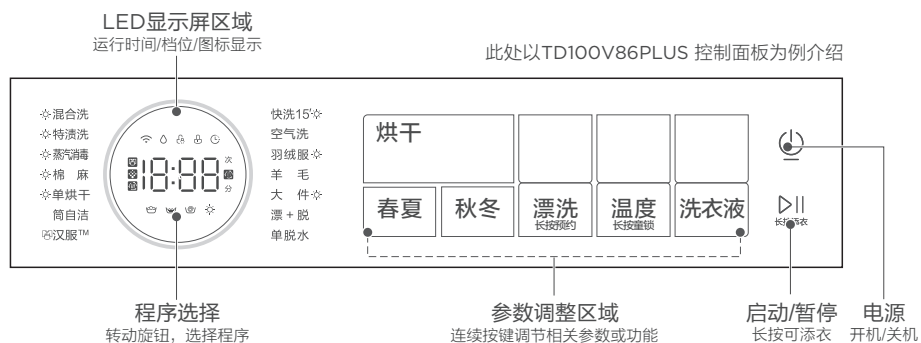 LED显示屏区域
运行时间/档位/图标显示
此处以TD100V86PLUS 控制面板为例介绍
混合洗
特渍洗
蒸汽消毒
棉 麻
单烘干
筒自洁
汉服™
18:88
次
分
快洗15'
空气洗
羽绒服
羊 毛
大 件
漂+脱
单脱水
烘干
春夏
秋冬
漂洗
长按预约
温度
长按童锁
洗衣液
长按添衣
程序选择
转动旋钮，选择程序
参数调整区域
连续按键调节相关参数或功能
启动/暂停
长按可添衣
电源
开机/关机